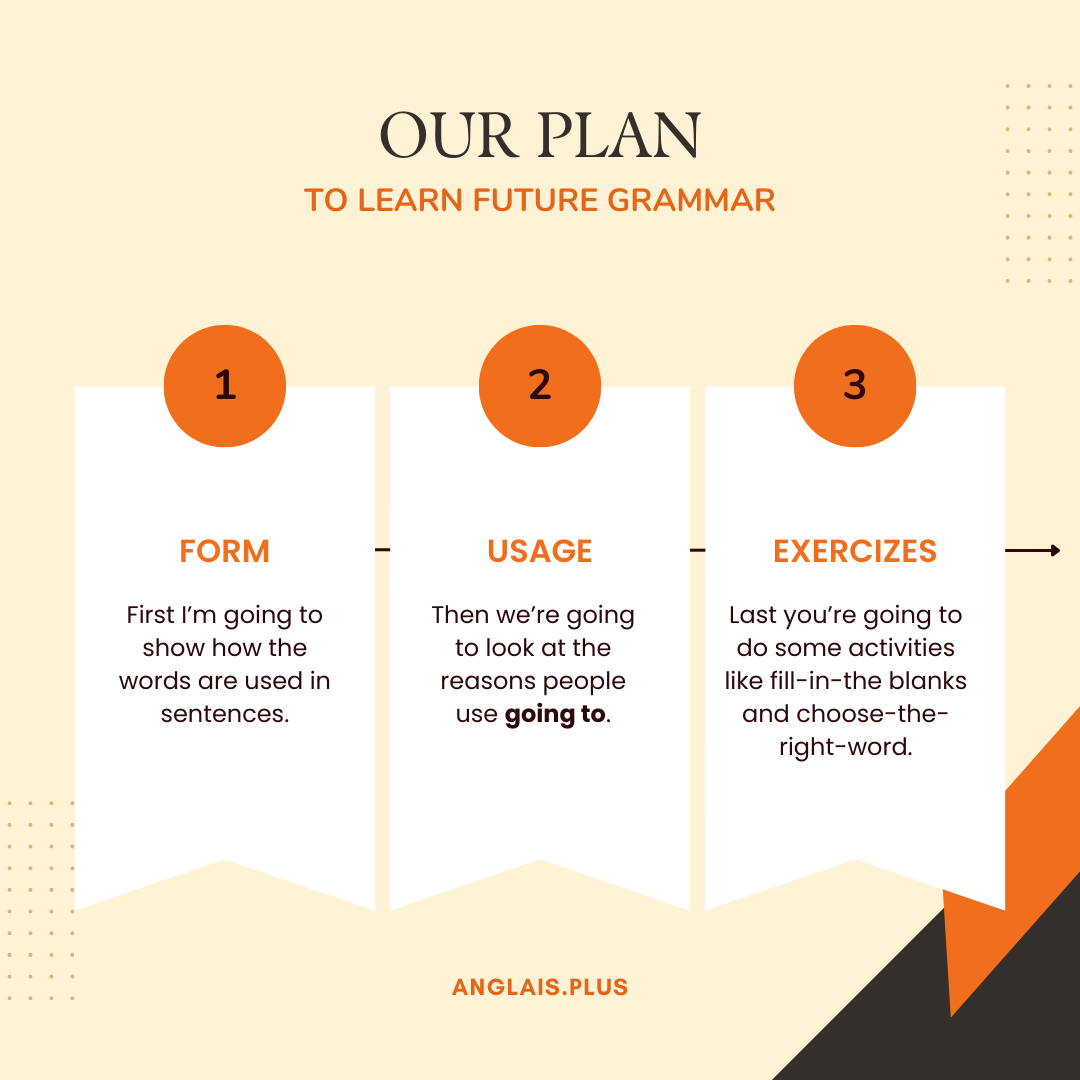 OUR PLAN
TO LEARN FUTURE GRAMMAR
1
FORM
First I’m going to
show how the
words are used in
sentences.
2
USAGE
Then we’re going
to look at the
reasons people
use going to.
3
EXERCIZES
Last you’re going to
do some activities
like fill-in-the blanks
and choose-the-
right-word.
ANGLAIS.PLUS